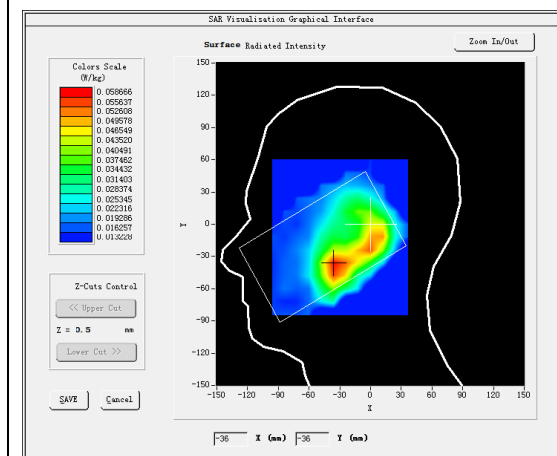 SAR Visualisation Graphical Interface
Surface Radiated Intensity
Zoom In/Out
Colors Scale
(W/kg)
0.058666
0.055637
0.052608
0.049578
0.046549
0.043520
0.040491
0.037462
0.034432
0.031403
0.028374
0.025345
0.022316
0.019286
0.016257
0.013228
Z-Cuts Control
<< Upper Cut
Z = 0.5 mm
Lower Cut >>
SAVE
Cancel
150
120
90
60
30
0
-30
-60
-90
-120
-150
Y
-150 -120 -90 -60 -30 0 30 60 90 120 150
X
-36 X (mm) -36 Y (mm)